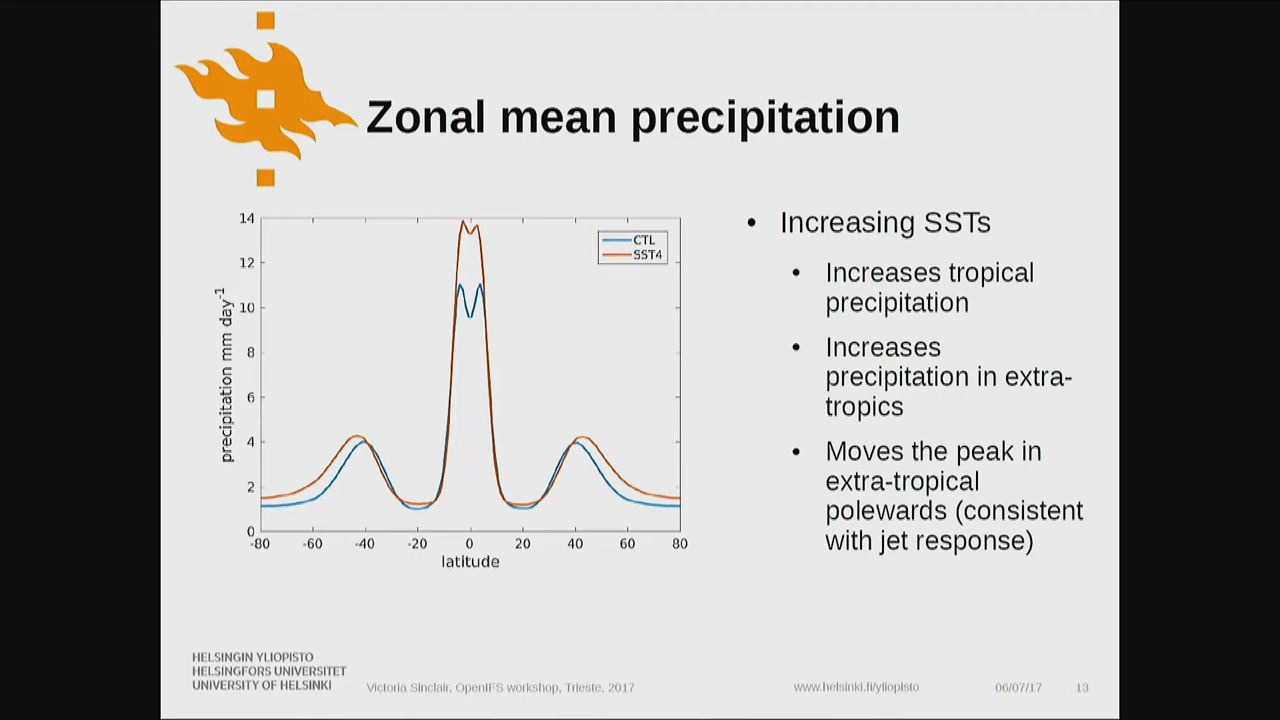 Zonal mean precipitation
14
12
10
8
6
4
2
0
-80 -60 -40 -20 0 20 40 60 80
precipitation mm day-1
latitude
CTL
SST4
• Increasing SSTs
• Increases tropical
precipitation
• Increases
precipitation in extra-
tropics
• Moves the peak in
extra-tropical
polewards (consistent
with jet response)
HELSINGIN YLIOPISTO
HELSINGFORS UNIVERSITET
UNIVERSITY OF HELSINKI
Victoria Sinclair, OpenIFS workshop, Trieste, 2017
www.helsinki.fi/yliopisto
06/07/17
13